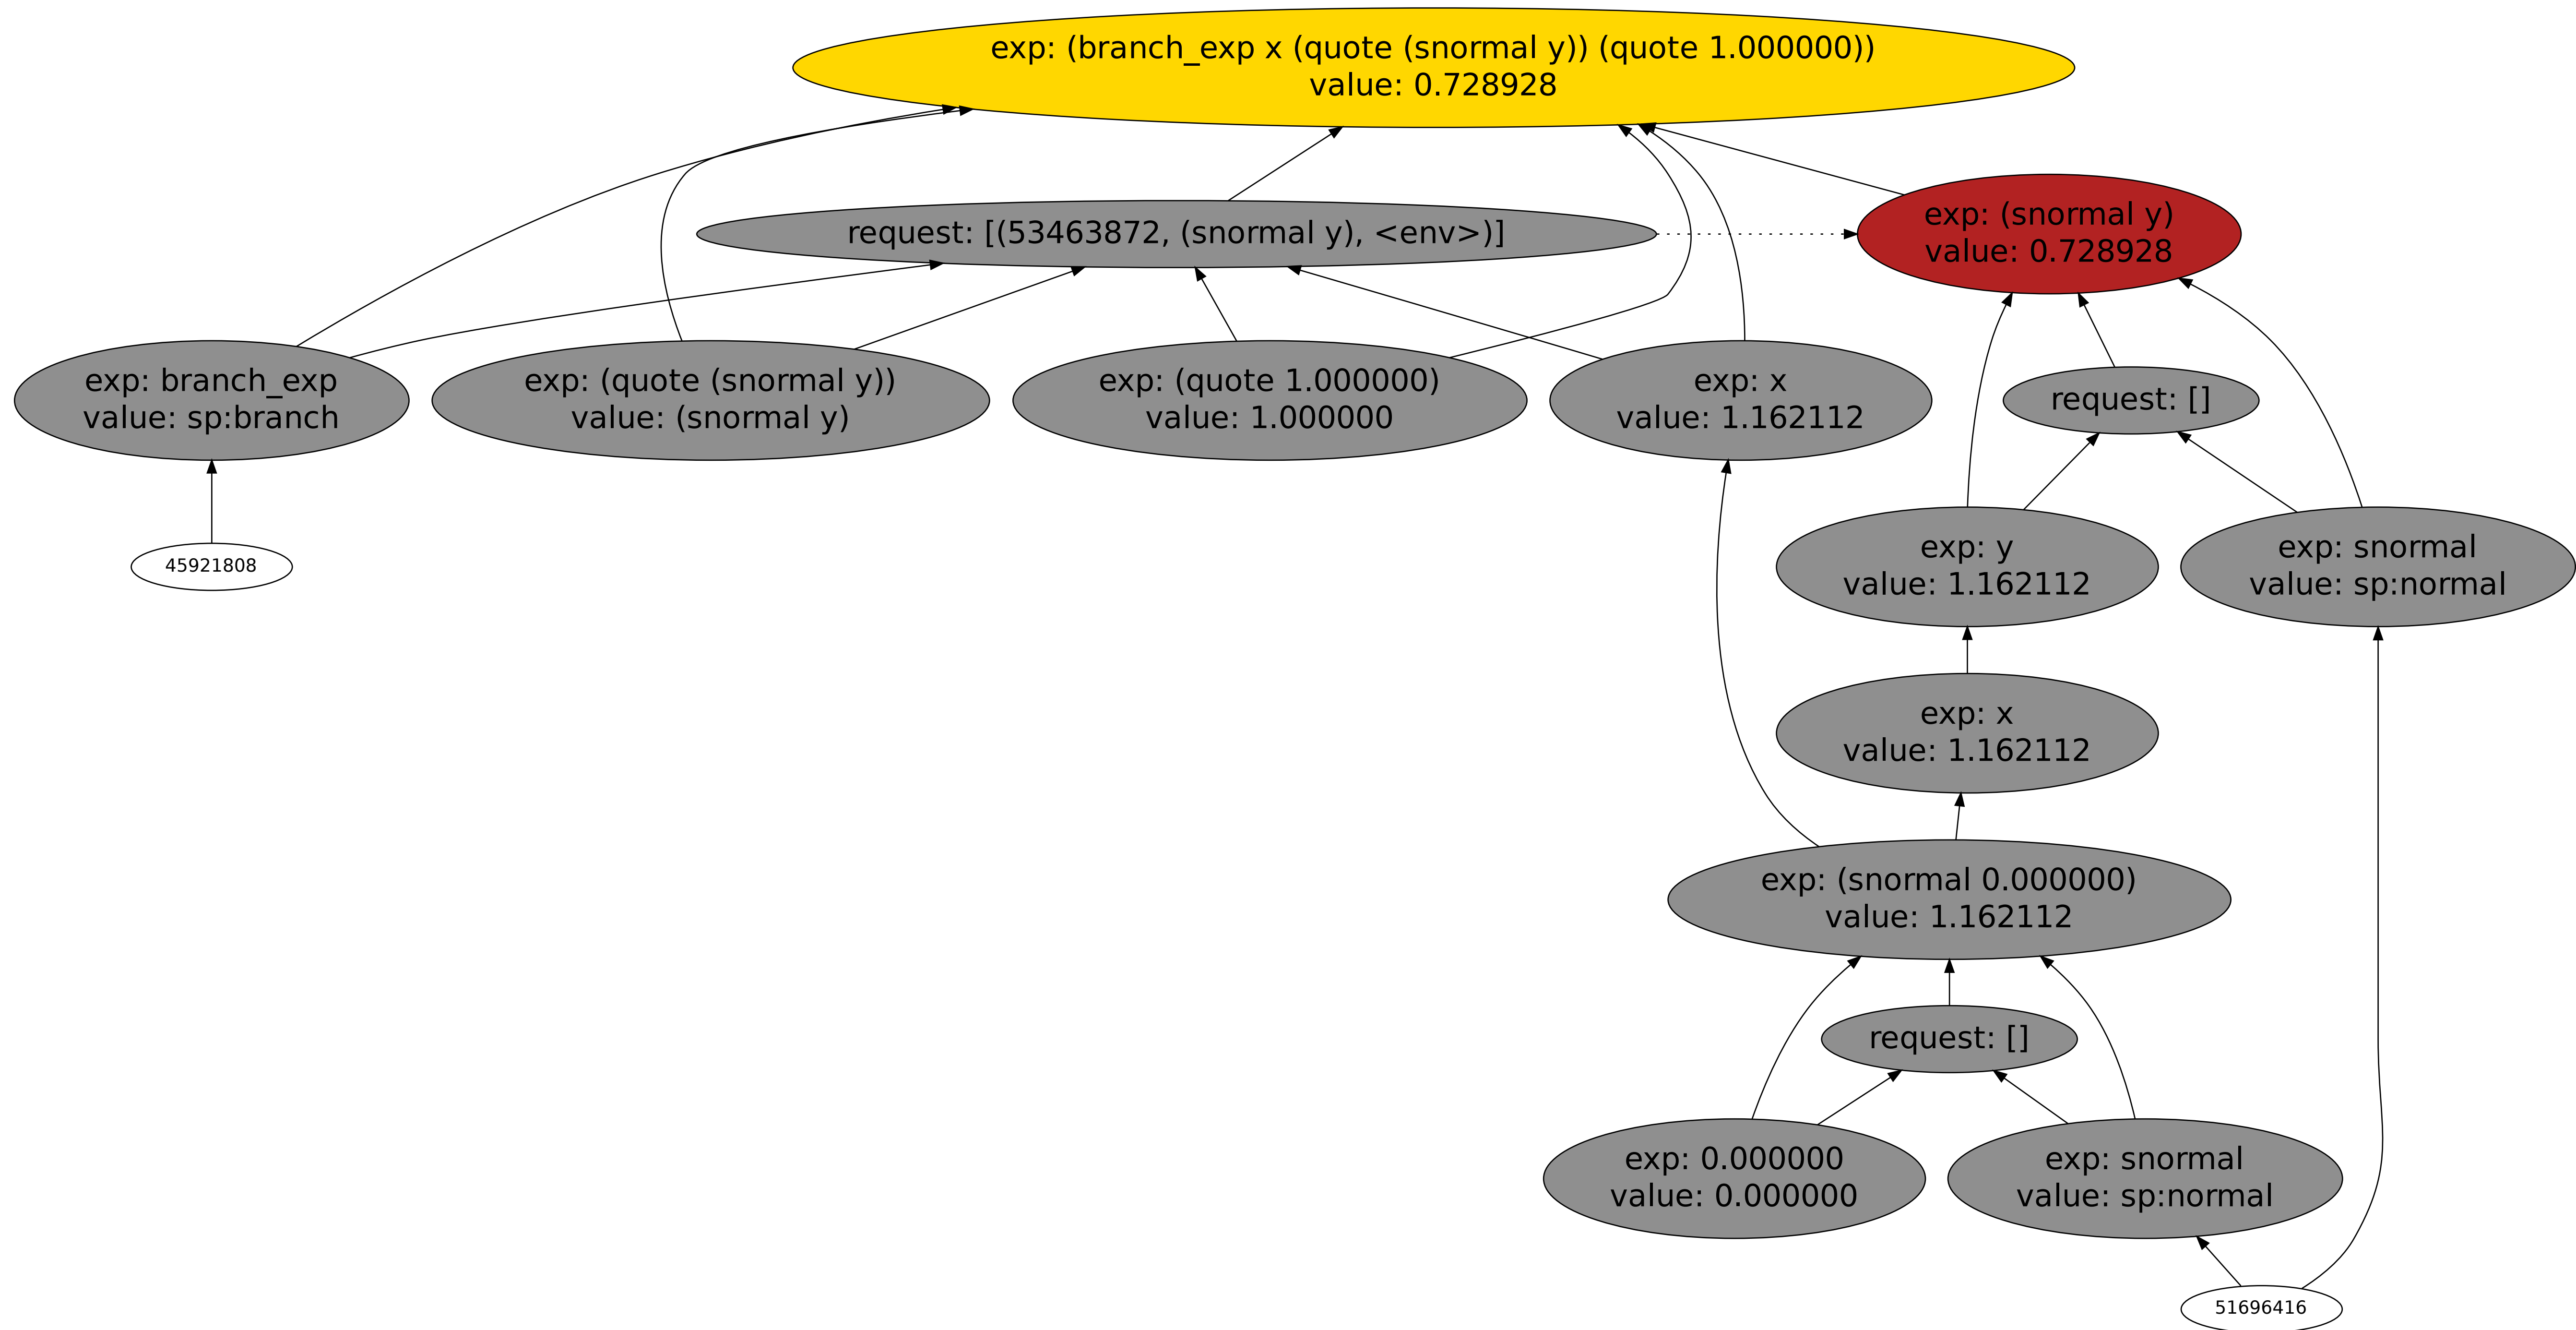 exp: (branch_exp x (quote (snormal y)) (quote 1.000000))
value: 0.728928
request: [(53463872, (snormal y), <env>)]
exp: (snormal y)
value: 0.728928
exp: branch_exp
value: sp:branch
exp: (quote (snormal y))
value: (snormal y)
exp: (quote 1.000000)
value: 1.000000
exp: x
value: 1.162112
request: []
45921808
exp: y
value: 1.162112
exp: snormal
value: sp:normal
exp: x
value: 1.162112
exp: (snormal 0.000000)
value: 1.162112
request: []
exp: 0.000000
value: 0.000000
exp: snormal
value: sp:normal
51696416